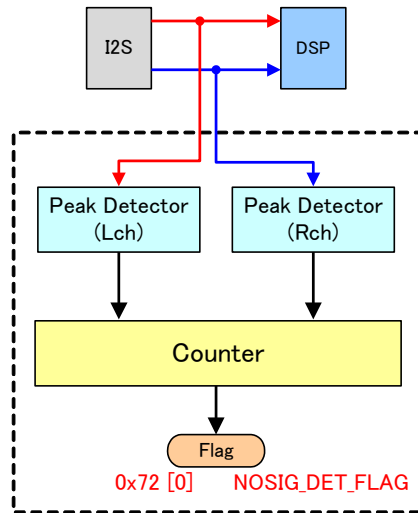 I2S
DSP
Peak Detector
(Lch)
Peak Detector
(Rch)
Counter
Flag
0x72 [0] NOSIG_DET_FLAG